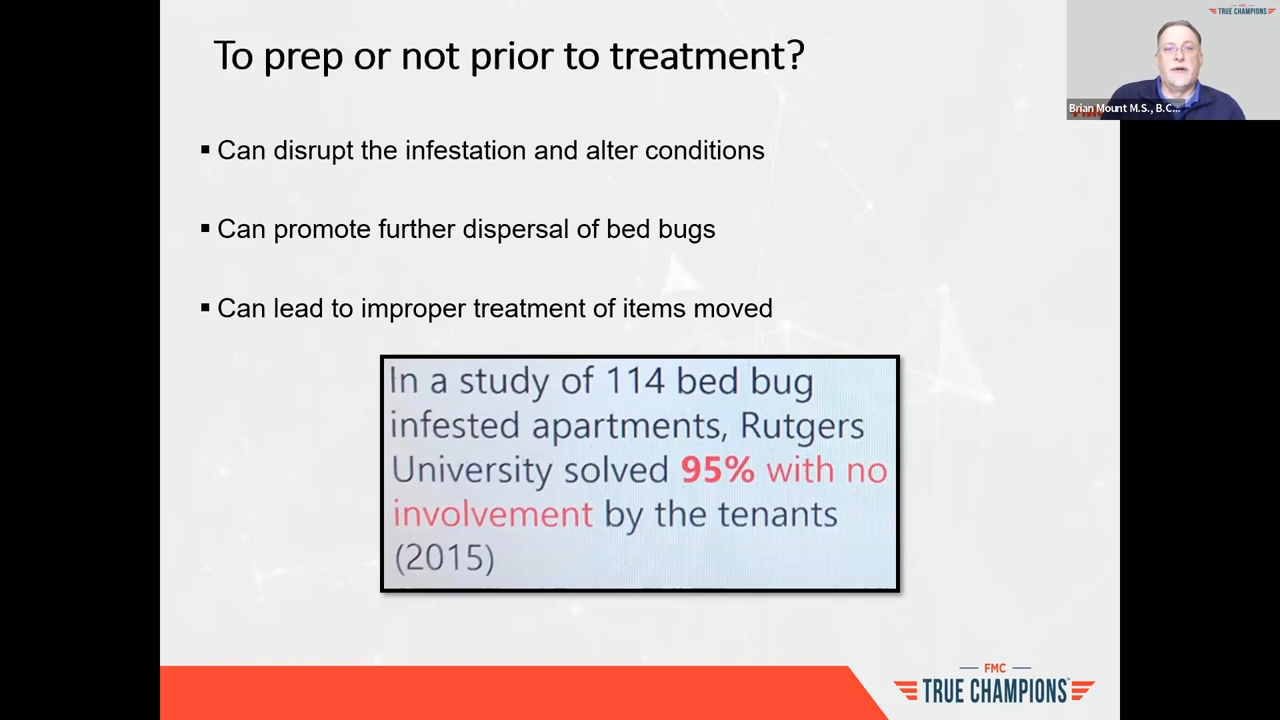 To prep or not prior to treatment?
▪ Can disrupt the infestation and alter conditions
▪ Can promote further dispersal of bed bugs
▪ Can lead to improper treatment of items moved
In a study of 114 bed bug
infested apartments, Rutgers
University solved 95% with no
involvement by the tenants
(2015)
FMC
TRUE CHAMPIONS™
FMC
TRUE CHAMPIONS
Brian Mount M.S., B.C...